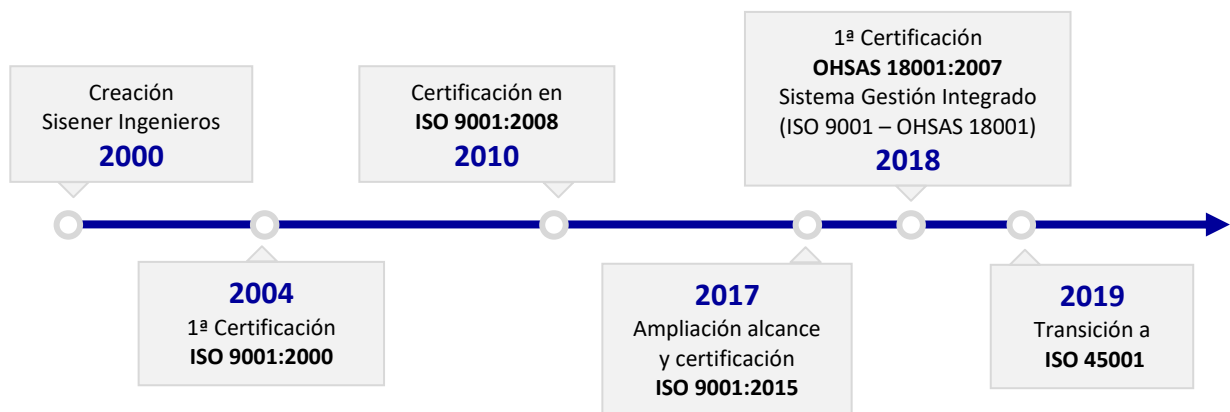 Creación
Sisener Ingenieros
2000
2004
1ª Certificación
ISO 9001:2000
Certificación en
ISO 9001:2008
2010
2017
Ampliación alcance
y certificación
ISO 9001:2015
1ª Certificación
OHSAS 18001:2007
Sistema Gestión Integrado
(ISO 9001 – OHSAS 18001)
2018
2019
Transición a
ISO 45001